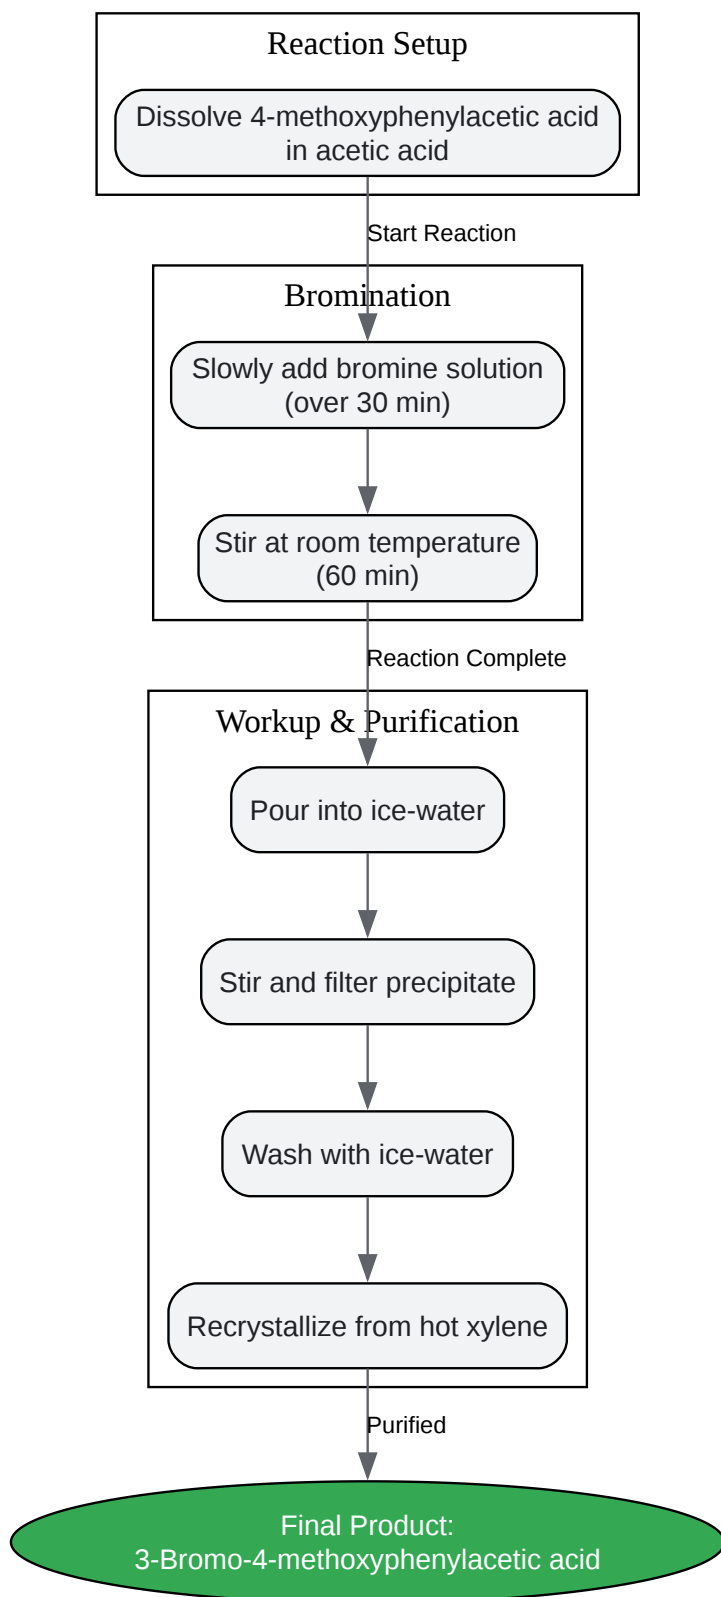 Reaction Setup
Dissolve 4-methoxyphenylacetic acid
in acetic acid
Start Reaction
Bromination
Slowly add bromine solution
(over 30 min)
Stir at room temperature
(60 min)
Reaction Complete
Workup & Purification
Pour into ice-water
Stir and filter precipitate
Wash with ice-water
Recrystallize from hot xylene
Purified
Final Product:
3-Bromo-4-methoxyphenylacetic acid